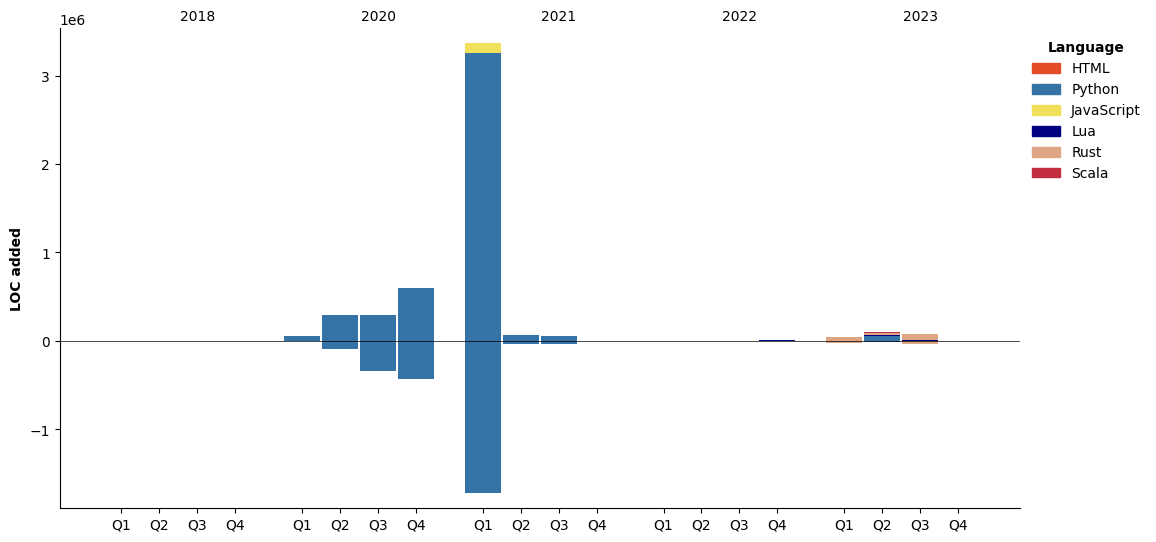 2018 2020 2021 2022 2023
1e6
Language
HTML
Python
JavaScript
Lua
Rust
Scala
LOC added
3
2
1
0
−1
Q1 Q2 Q3 Q4 Q1 Q2 Q3 Q4 Q1 Q2 Q3 Q4 Q1 Q2 Q3 Q4 Q1 Q2 Q3 Q4